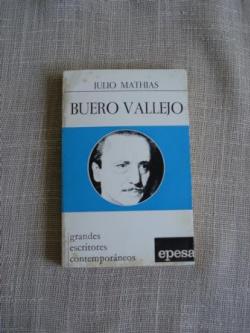 JULIO MATHIAS
BUERO VALLEJO
grandes
escritores
contemporáneos
epesa